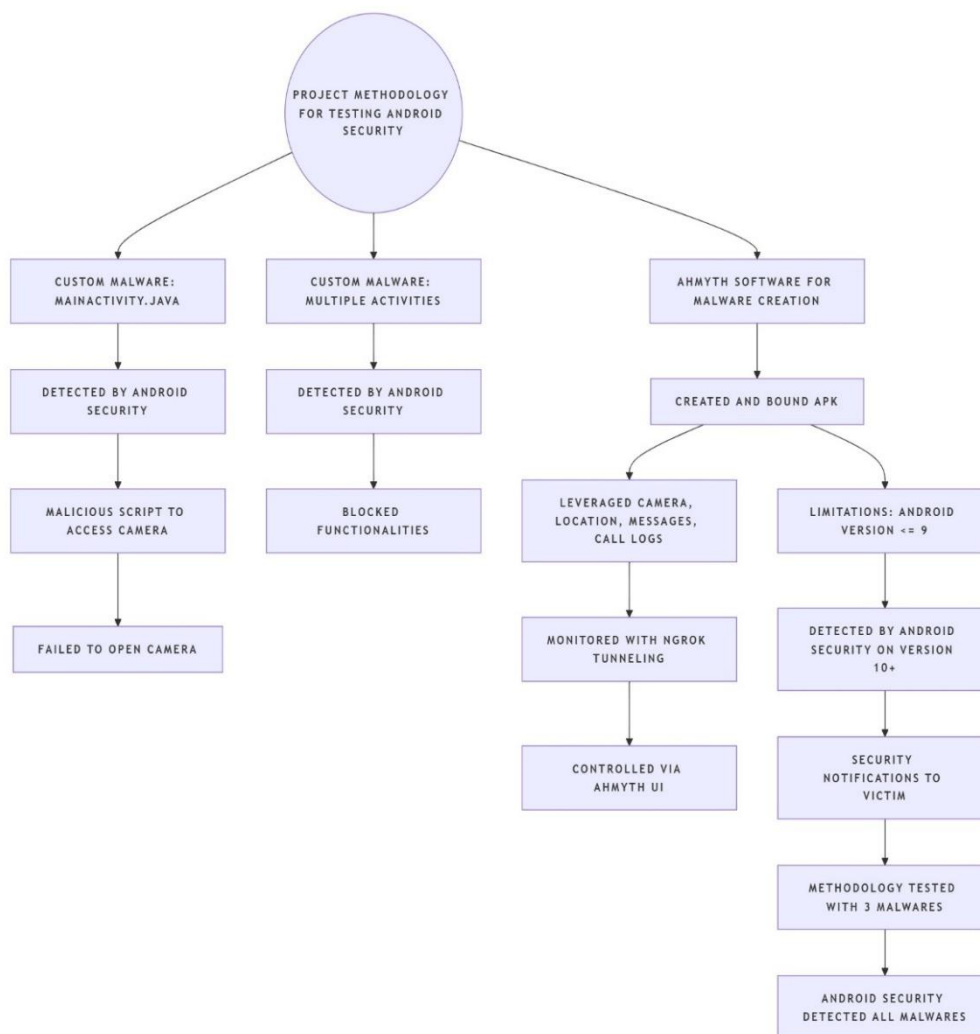 PROJECT METHODOLOGY
FOR TESTING ANDROID
SECURITY
CUSTOM MALWARE:
MAINACTIVITY.JAVA
DETECTED BY ANDROID
SECURITY
MALICIOUS SCRIPT TO
ACCESS CAMERA
FAILED TO OPEN CAMERA
CUSTOM MALWARE:
MULTIPLE ACTIVITIES
DETECTED BY ANDROID
SECURITY
BLOCKED
FUNCTIONALITIES
AHMYTH SOFTWARE FOR
MALWARE CREATION
CREATED AND BOUND APK
LEVERAGED CAMERA,
LOCATION, MESSAGES,
CALL LOGS
MONITORED WITH NGROK
TUNNELING
CONTROLLED VIA
AHMYTH UI
LIMITATIONS: ANDROID
VERSION <= 9
DETECTED BY ANDROID
SECURITY ON VERSION
10+
SECURITY
NOTIFICATIONS TO
VICTIM
METHODOLOGY TESTED
WITH 3 MALWARES
ANDROID SECURITY
DETECTED ALL MALWARES